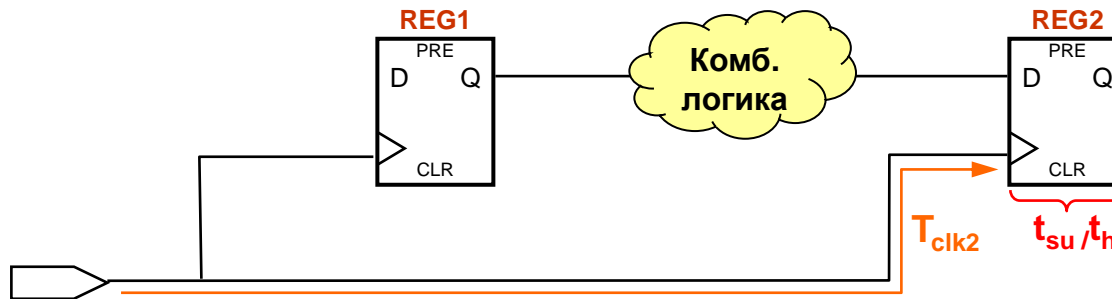 REG1
REG2
PRE
D Q
CLR
Комб.
логика
PRE
D Q
CLR
Tclk2
tsu /th